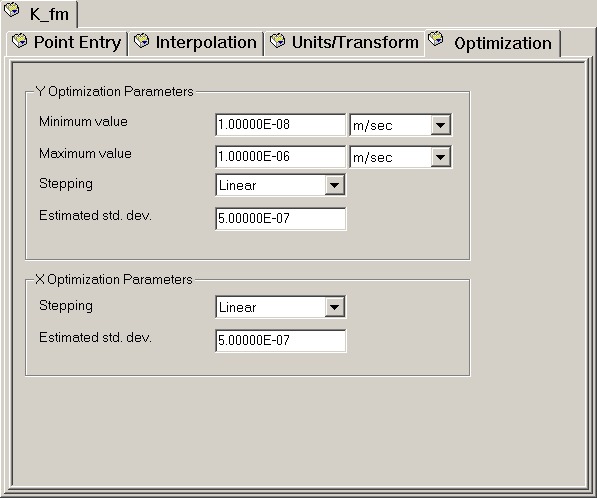 K_fm
Point Entry Interpolation Units/Transform Optimization
Y Optimization Parameters
Minimum value 1.00000E-08 m/sec
Maximum value 1.00000E-06 m/sec
Stepping Linear
Estimated std. dev. 5.00000E-07
X Optimization Parameters
Stepping Linear
Estimated std. dev. 5.00000E-07